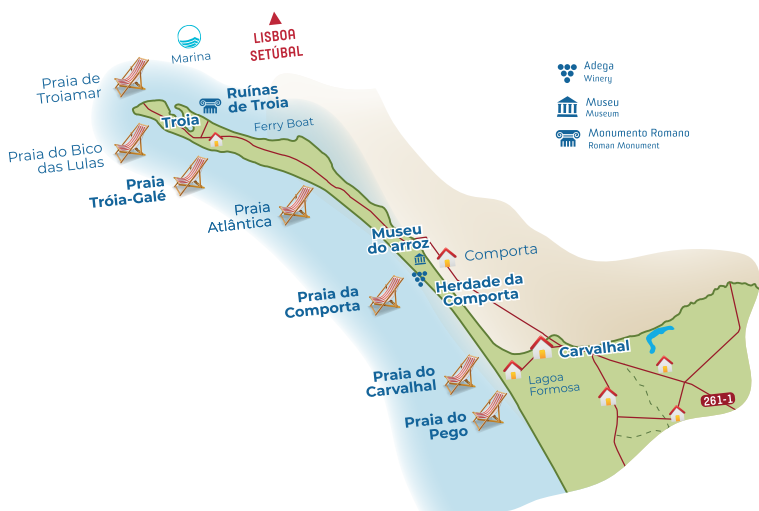 LISBOA
SETÚBAL
Marina
Praia de
Troiamar
Ruínas
de Troia
Troia
Ferry Boat
Praia do Bico
das Lulas
Praia
Tróia-Galé
Praia
Atlântica
Museu
do arroz
Comporta
Herdade da
Comporta
Praia da
Comporta
Carvalhal
Praia do
Carvalhal
Lagoa
Formosa
Praia do
Pego
261-1
Adega
Winery
Museu
Museum
Monumento Romano
Roman Monument